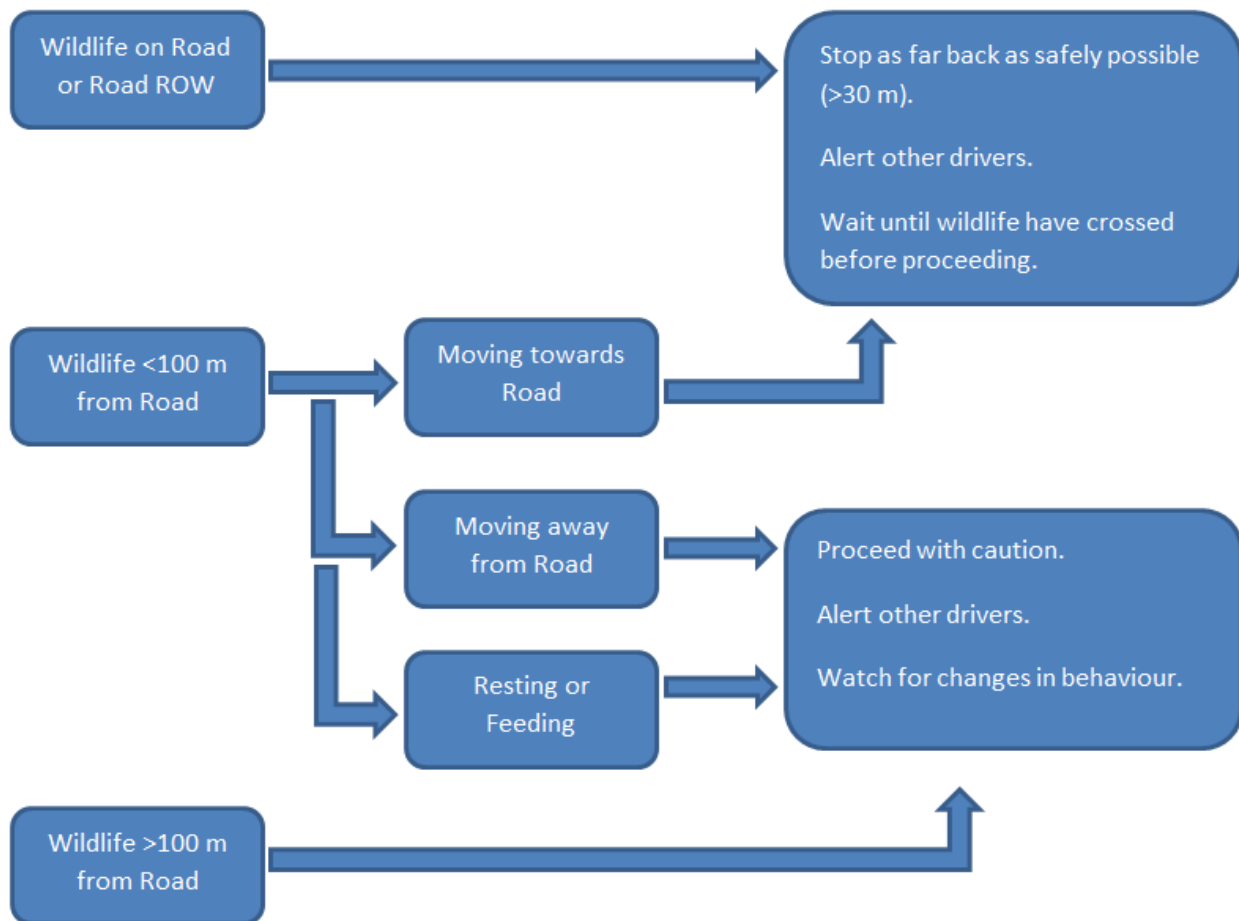 Wildlife on Road
or Road ROW
Stop as far back as safely possible
(>30 m).
Alert other drivers.
Wait until wildlife have crossed
before proceeding.
Wildlife <100 m
from Road
Moving towards
Road
Moving away
from Road
Resting or
Feeding
Proceed with caution.
Alert other drivers.
Watch for changes in behaviour.
Wildlife >100 m
from Road